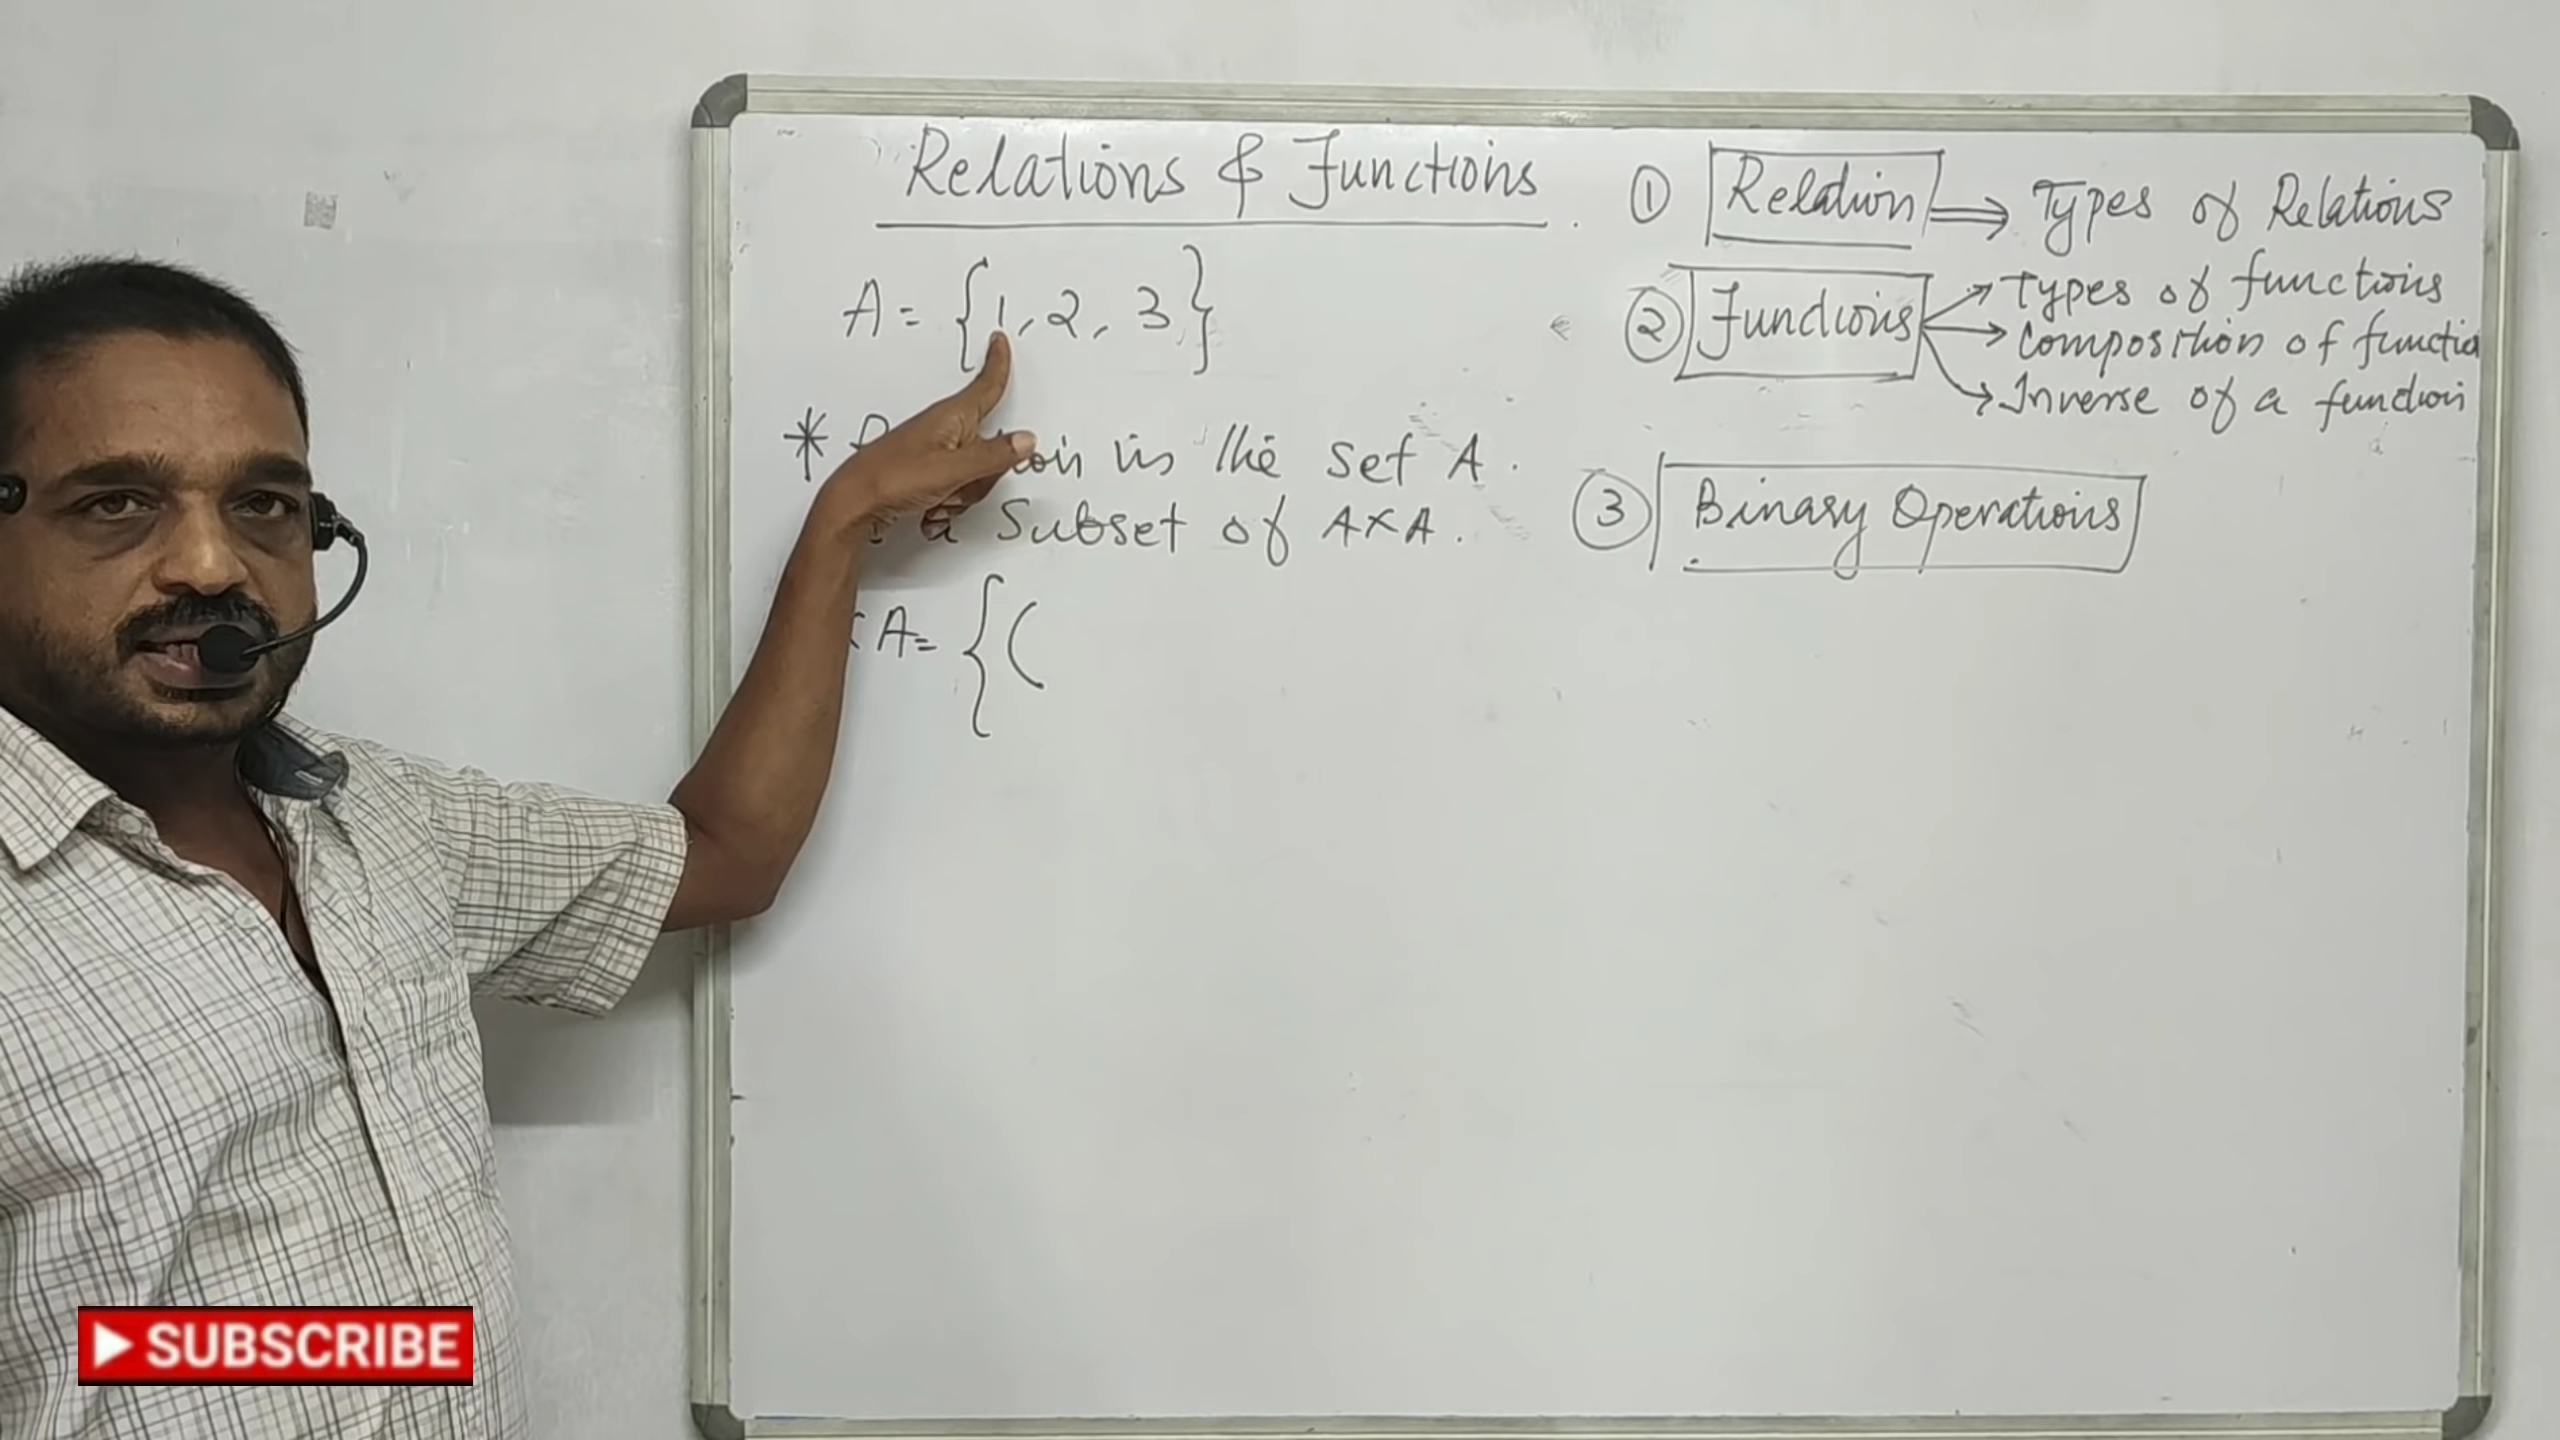 Relations & Functions
A = {1, 2, 3}
* in the set A.
a Subset of A×A.
A= { (
① Relation ⟹ Types of Relations
② Functions → Types of functions
→ Composition of functio
→ Inverse of a function
③ Binary Operations
SUBSCRIBE